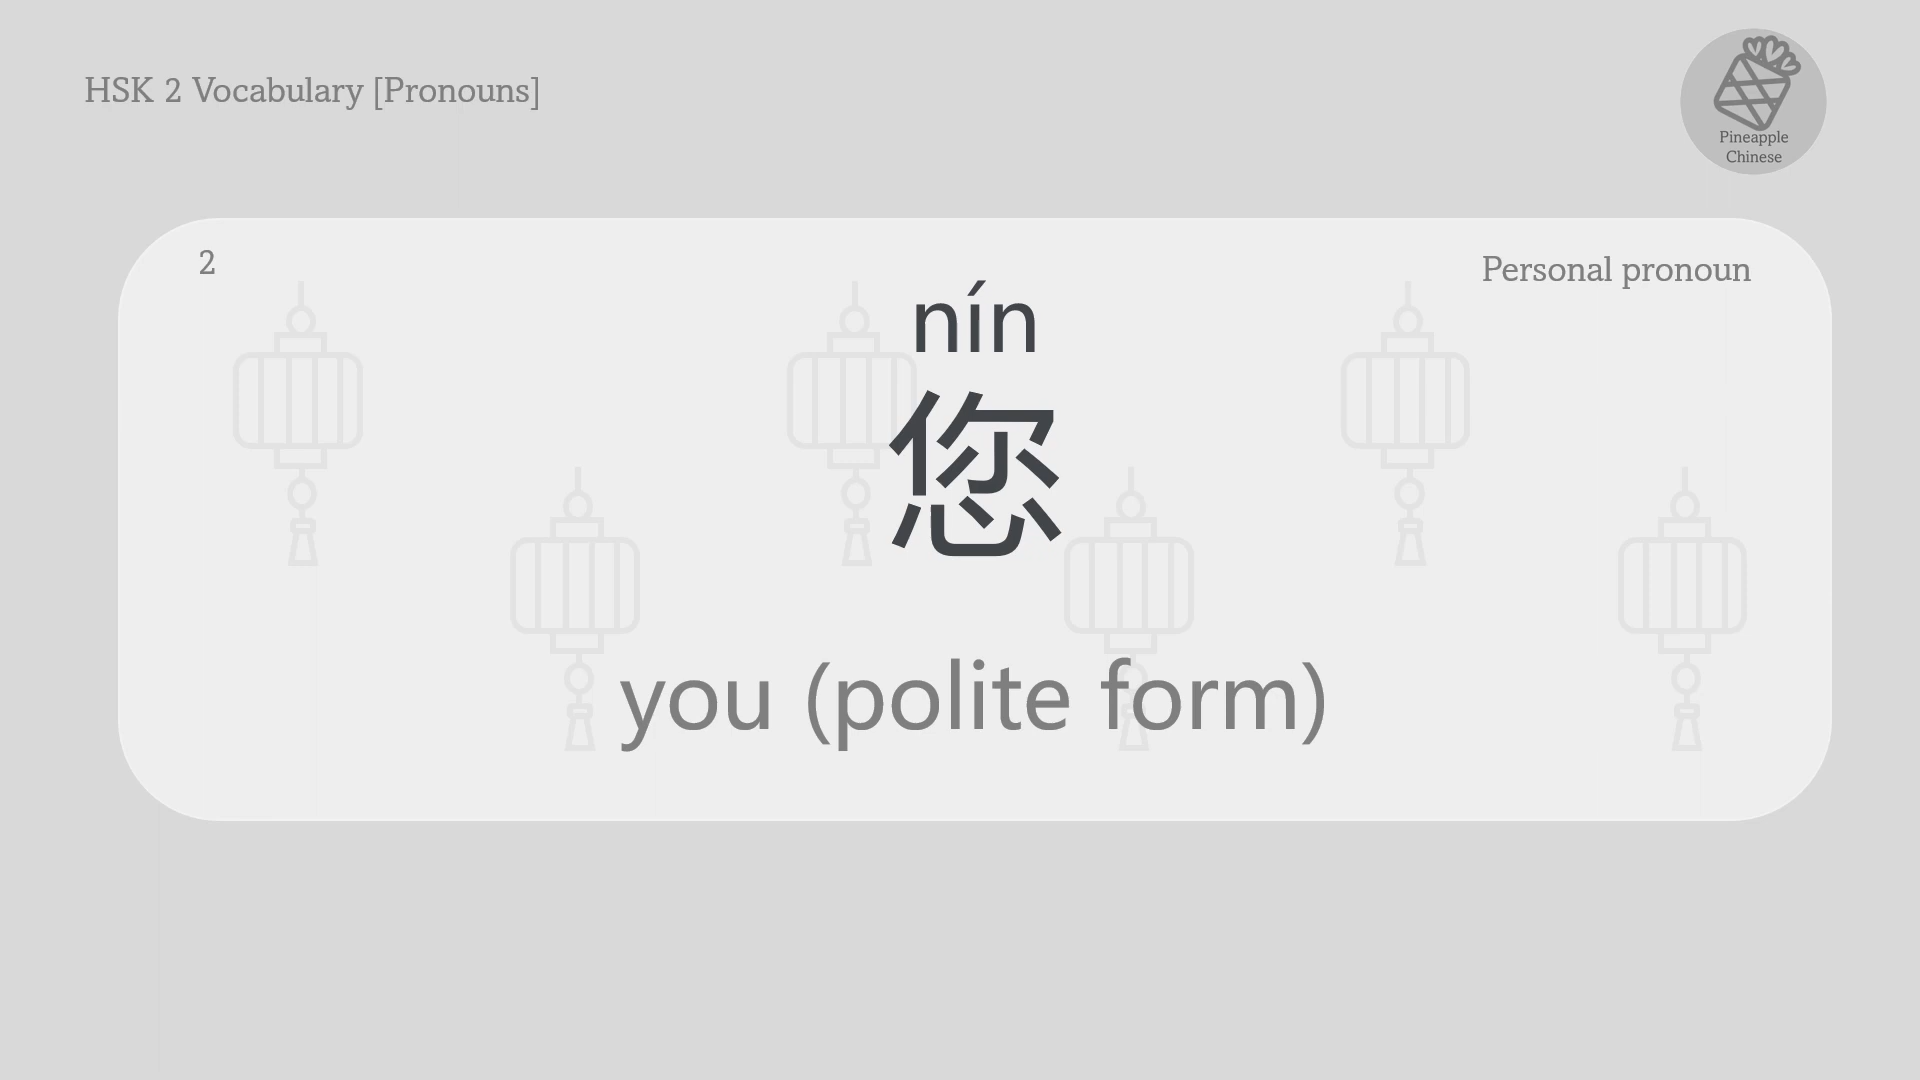 HSK 2 Vocabulary [Pronouns]
Pineapple
Chinese
2
Personal pronoun
nín
您
you (polite form)